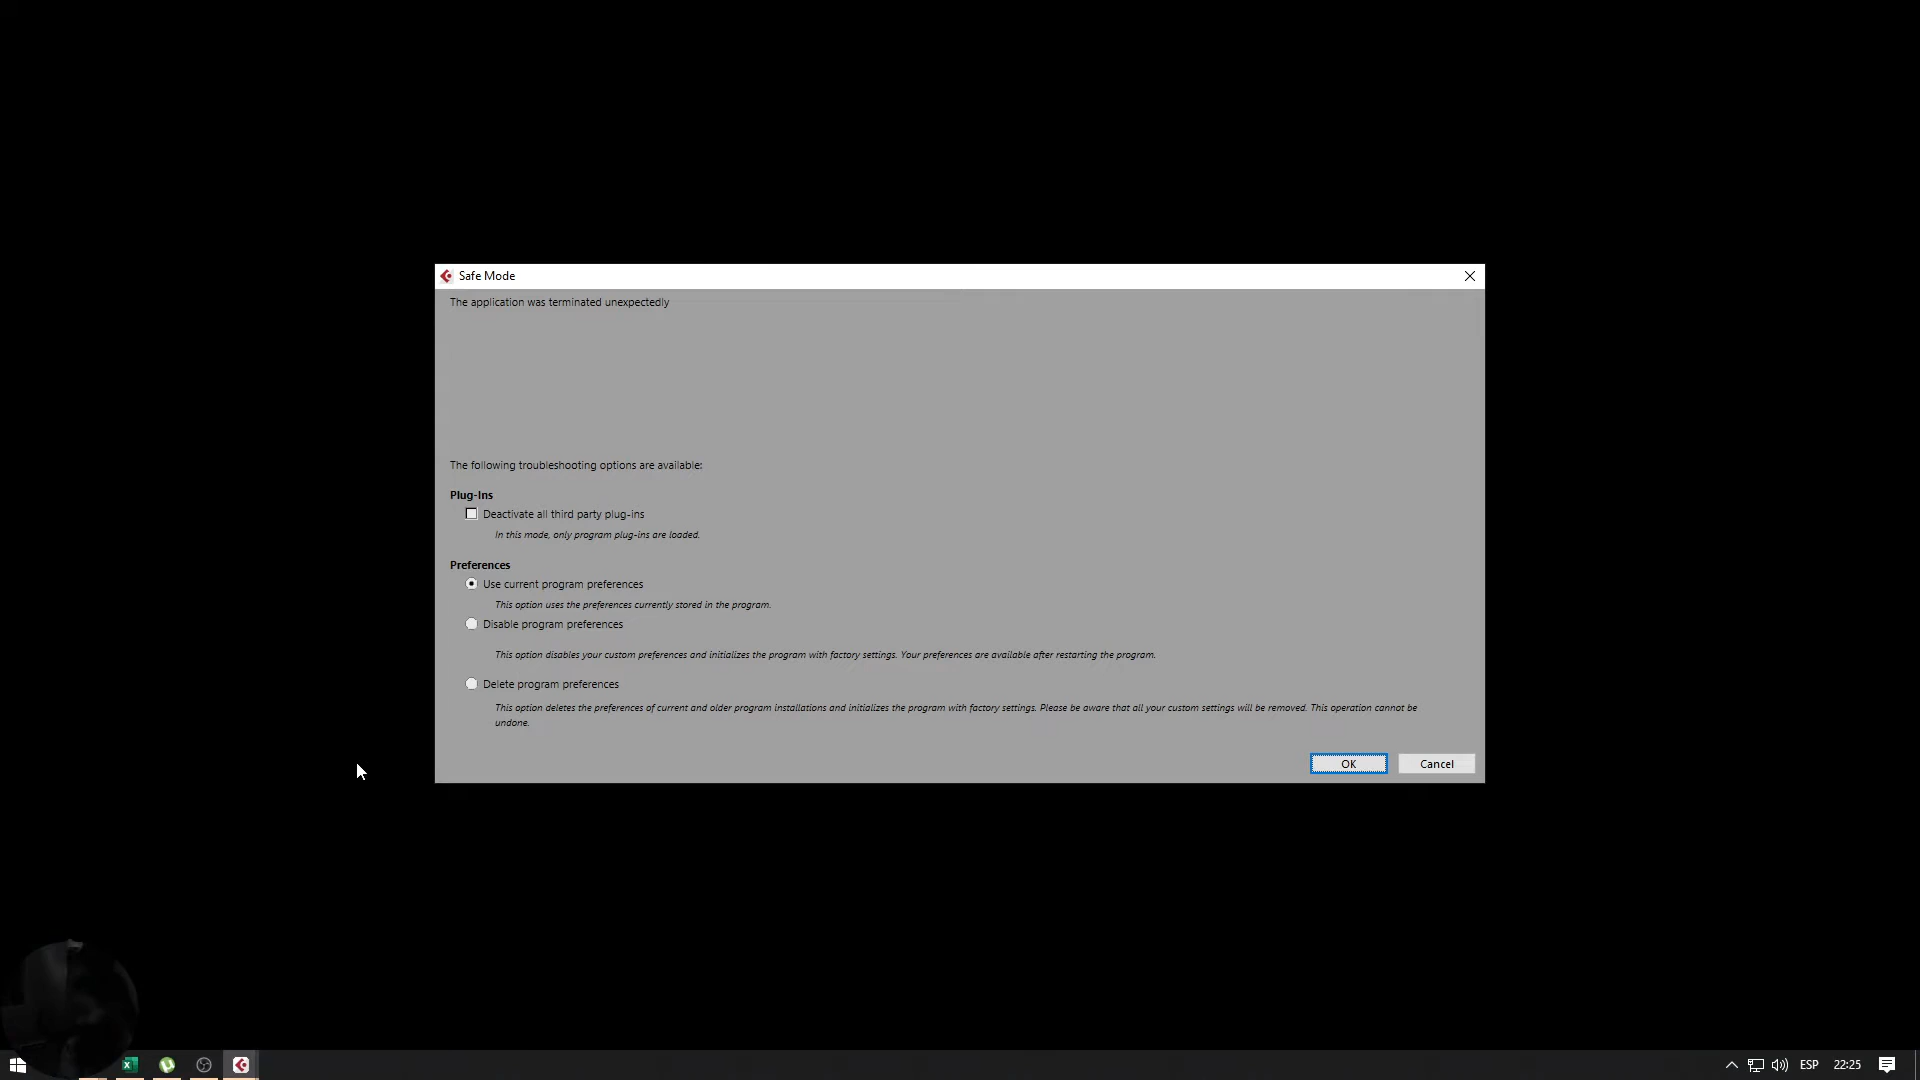 Safe Mode
The application was terminated unexpectedly
The following troubleshooting options are available:
Plug-Ins
Deactivate all third party plug-ins
In this mode, only program plug-ins are loaded.
Preferences
Use current program preferences
This option uses the preferences currently stored in the program.
Disable program preferences
This option disables your custom preferences and initializes the program with factory settings. Your preferences are available after restarting the program.
Delete program preferences
This option deletes the preferences of current and older program installations and initializes the program with factory settings. Please be aware that all your custom settings will be removed. This operation cannot be
undone.
OK Cancel
ESP 22:25